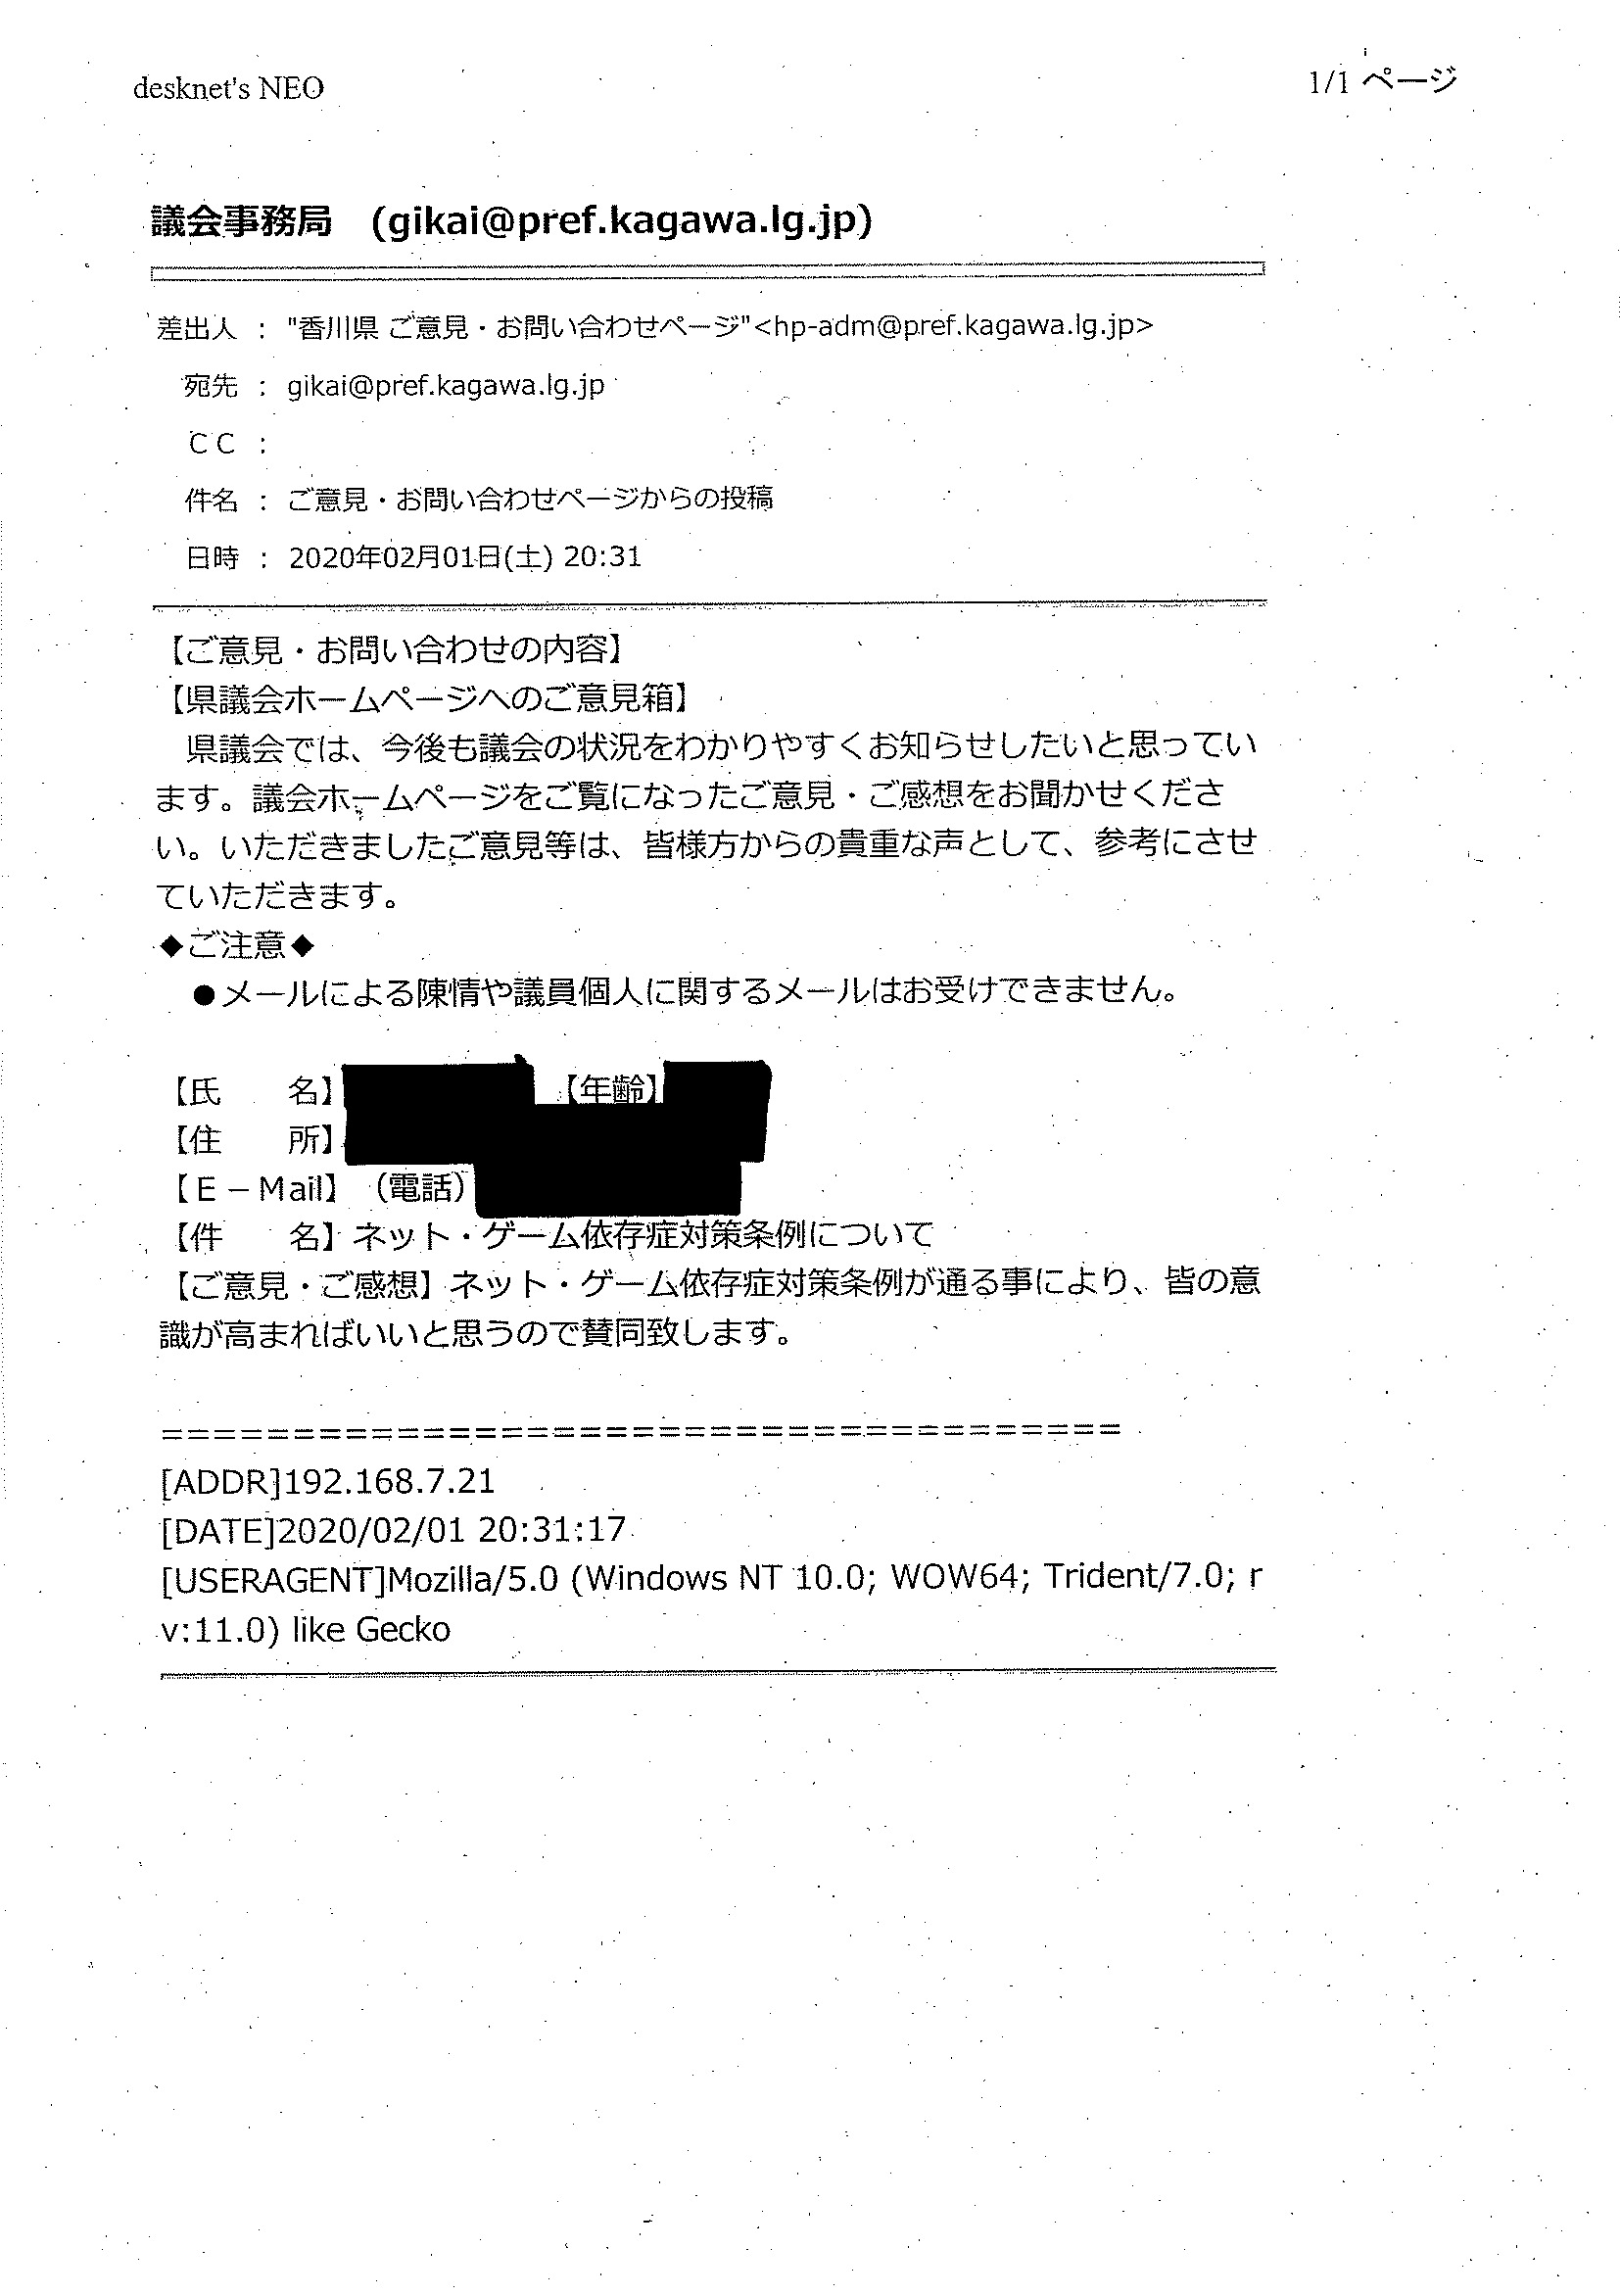 desknet's NEO
1/1 ページ
議会事務局　(gikai@pref.kagawa.lg.jp)
差出人 ： "香川県 ご意見・お問い合わせページ"<hp-adm@pref.kagawa.lg.jp>
宛先 ： gikai@pref.kagawa.lg.jp
ＣＣ ：
件名 ： ご意見・お問い合わせページからの投稿
日時 ： 2020年02月01日(土) 20:31
【ご意見・お問い合わせの内容】
【県議会ホームページへのご意見箱】
　県議会では、今後も議会の状況をわかりやすくお知らせしたいと思ってい
ます。議会ホームページをご覧になったご意見・ご感想をお聞かせくださ
い。いただきましたご意見等は、皆様方からの貴重な声として、参考にさせ
ていただきます。
◆ご注意◆
　●メールによる陳情や議員個人に関するメールはお受けできません。
【氏　　名】　【年齢】
【住　　所】
【Ｅ－Mail】（電話）
【件　　名】ネット・ゲーム依存症対策条例について
【ご意見・ご感想】ネット・ゲーム依存症対策条例が通る事により、皆の意
識が高まればいいと思うので賛同致します。
=====================================
[ADDR]192.168.7.21
[DATE]2020/02/01 20:31:17
[USERAGENT]Mozilla/5.0 (Windows NT 10.0; WOW64; Trident/7.0; r
v:11.0) like Gecko